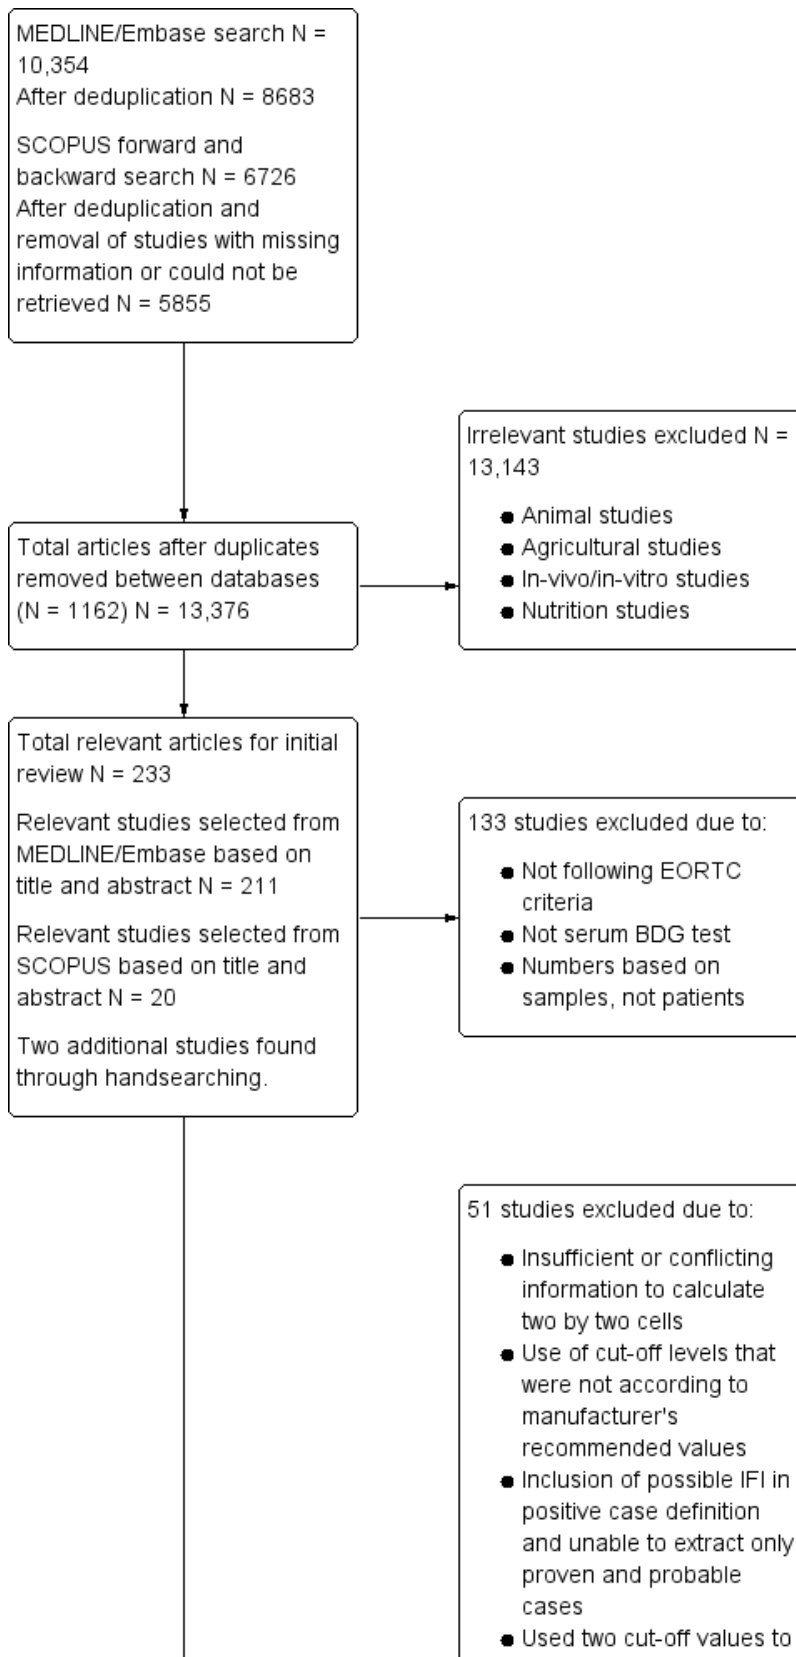 MEDLINE/Embase search N =
10,354
After deduplication N = 8683
SCOPUS forward and
backward search N = 6726
After deduplication and
removal of studies with missing
information or could not be
retrieved N = 5855
Irrelevant studies excluded N =
13,143
● Animal studies
● Agricultural studies
● In-vivo/in-vitro studies
● Nutrition studies
Total articles after duplicates
removed between databases
(N = 1162) N = 13,376
Total relevant articles for initial
review N = 233
Relevant studies selected from
MEDLINE/Embase based on
title and abstract N = 211
Relevant studies selected from
SCOPUS based on title and
abstract N = 20
Two additional studies found
through handsearching.
133 studies excluded due to:
● Not following EORTC
criteria
● Not serum BDG test
● Numbers based on
samples, not patients
51 studies excluded due to:
● Insufficient or conflicting
information to calculate
two by two cells
● Use of cut-off levels that
were not according to
manufacturer's
recommended values
● Inclusion of possible IFI in
positive case definition
and unable to extract only
proven and probable
cases
● Used two cut-off values to